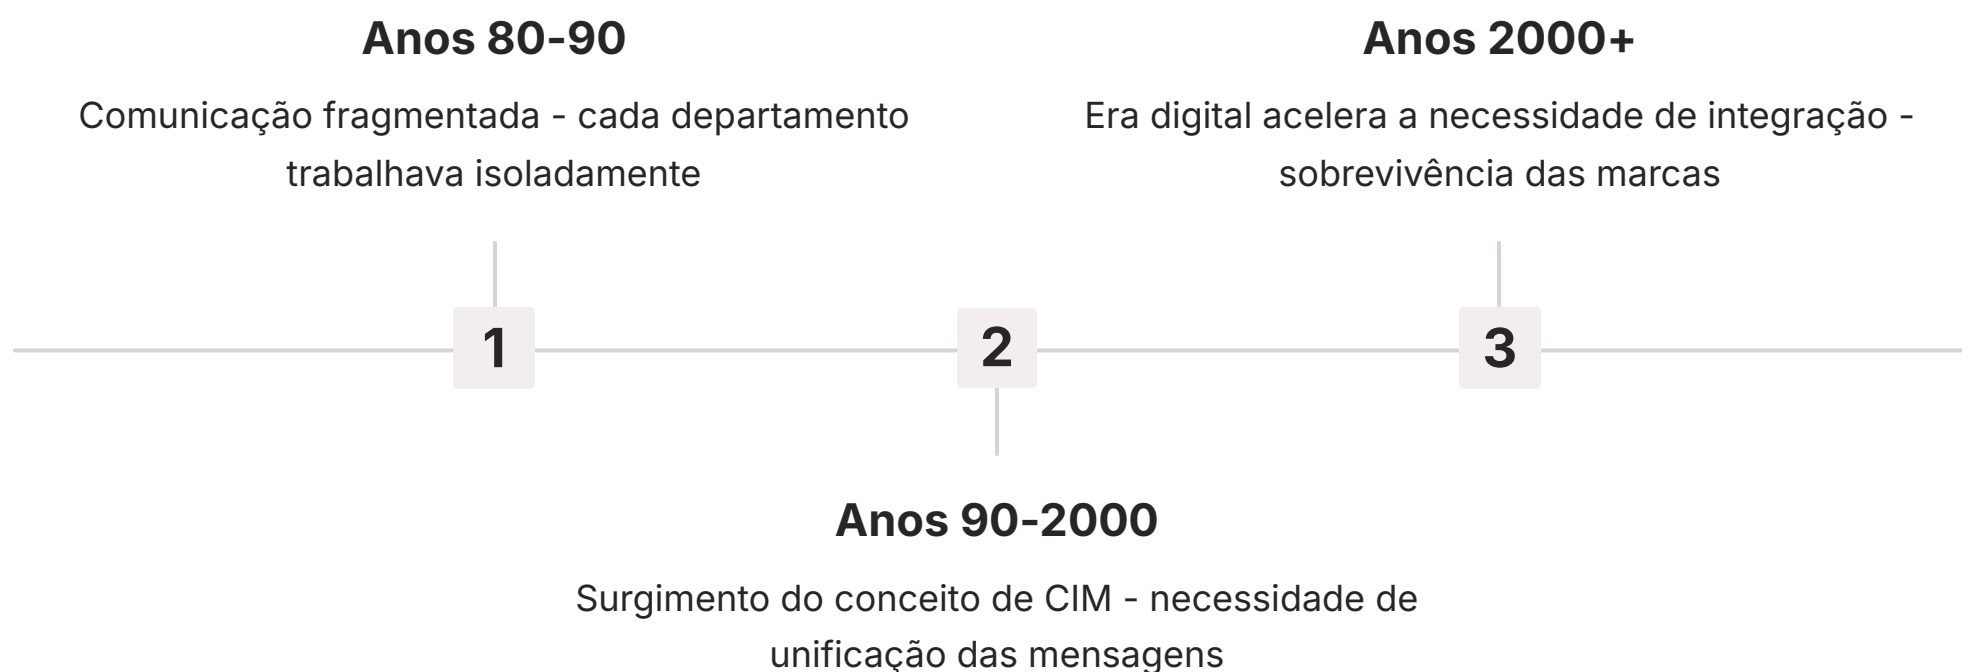 Anos 80-90
Comunicação fragmentada - cada departamento
trabalhava isoladamente
Anos 2000+
Era digital acelera a necessidade de integração -
sobrevivência das marcas
1
2
3
Anos 90-2000
Surgimento do conceito de CIM - necessidade de
unificação das mensagens